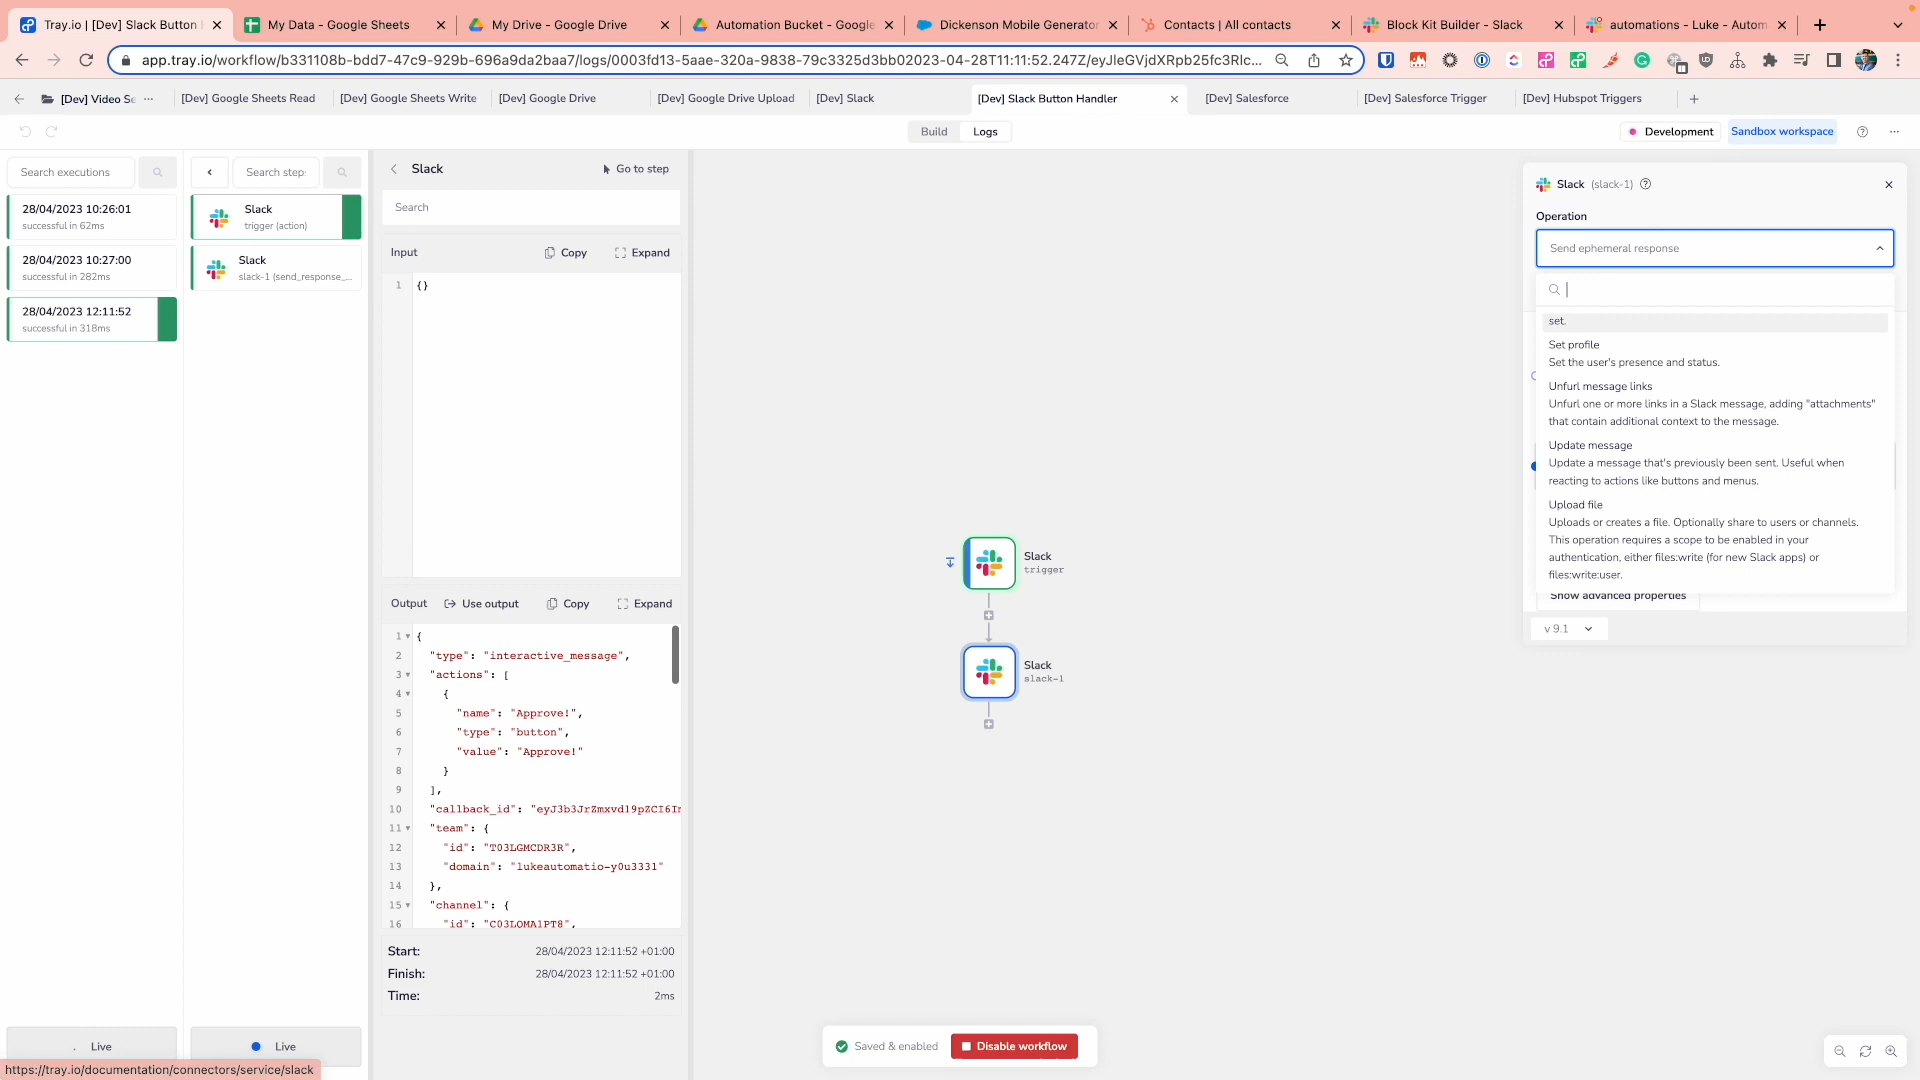 Tray.io | [Dev] Slack Button
My Data - Google Sheets
My Drive - Google Drive
Automation Bucket - Google
Dickenson Mobile Generator
Contacts | All contacts
Block Kit Builder - Slack
automations - Luke - Autom
app.tray.io/workflow/b331108b-bdd7-47c9-929b-696a9da2baa7/logs/0003fd13-5aae-320a-9838-79c3325d3bb02023-04-28T11:11:52.247Z/eyJleGVjdXRpb25fc3Rlc...
[Dev] Video Se ...
[Dev] Google Sheets Read
[Dev] Google Sheets Write
[Dev] Google Drive
[Dev] Google Drive Upload
[Dev] Slack
[Dev] Slack Button Handler
[Dev] Salesforce
[Dev] Salesforce Trigger
[Dev] Hubspot Triggers
Build
Logs
Development
Sandbox workspace
Search executions
28/04/2023 10:26:01
successful in 62ms
28/04/2023 10:27:00
successful in 282ms
28/04/2023 12:11:52
successful in 318ms
Search step:
Slack
trigger (action)
Slack
slack-1 (send_response_...
Slack
Go to step
Search
Input
Copy
Expand
1 {}
Output
Use output
Copy
Expand
1 {
2 "type": "interactive_message",
3 "actions": [
4 {
5 "name": "Approve!",
6 "type": "button",
7 "value": "Approve!"
8 }
9 ],
10 "callback_id": "eyJ3b3JrZmxvd19pZCI6In
11 "team": {
12 "id": "T03LGMCDR3R",
13 "domain": "lukeautomatio-y0u3331"
14 },
15 "channel": {
16 "id": "C03LQMA1PT8",
Start: 28/04/2023 12:11:52 +01:00
Finish: 28/04/2023 12:11:52 +01:00
Time: 2ms
Slack
trigger
Slack
slack-1
Slack (slack-1)
Operation
Send ephemeral response
set.
Set profile
Set the user's presence and status.
Unfurl message links
Unfurl one or more links in a Slack message, adding "attachments"
that contain additional context to the message.
Update message
Update a message that's previously been sent. Useful when
reacting to actions like buttons and menus.
Upload file
Uploads or creates a file. Optionally share to users or channels.
This operation requires a scope to be enabled in your
authentication, either files:write (for new Slack apps) or
files:write:user.
Show advanced properties
v 9.1
Live
Live
Saved & enabled
Disable workflow
https://tray.io/documentation/connectors/service/slack